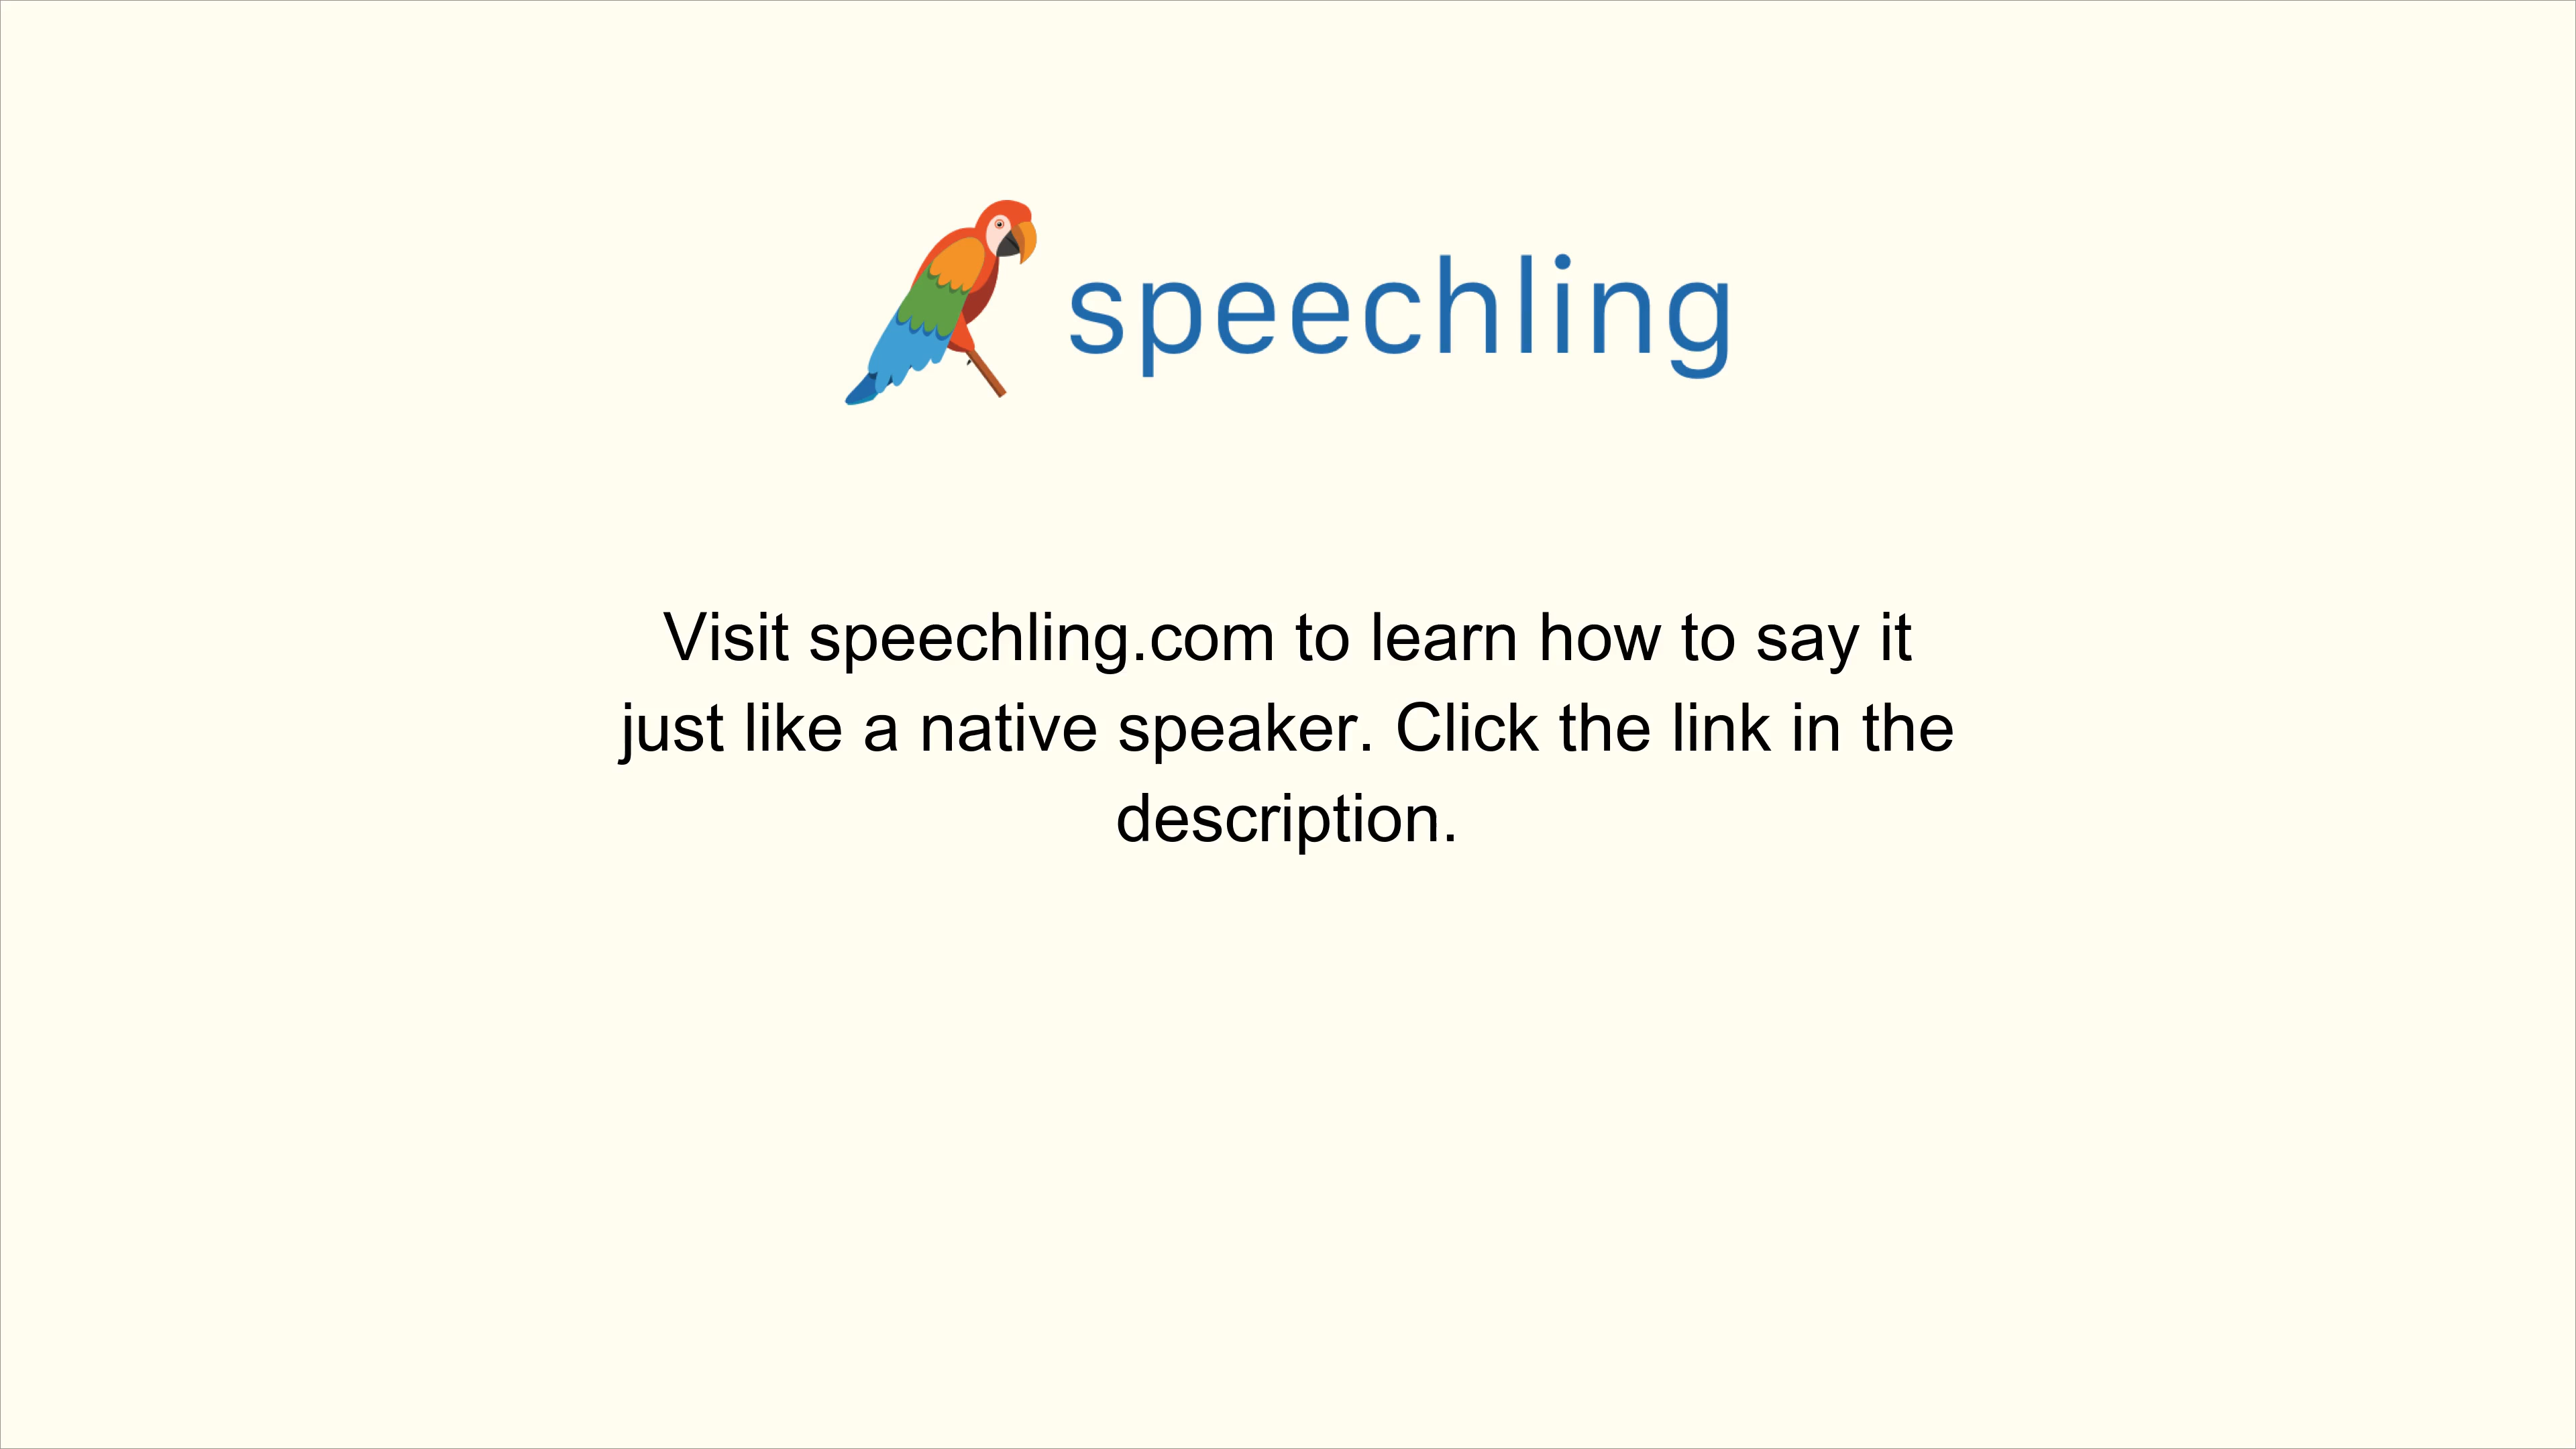 speechling
Visit speechling.com to learn how to say it
just like a native speaker. Click the link in the
description.